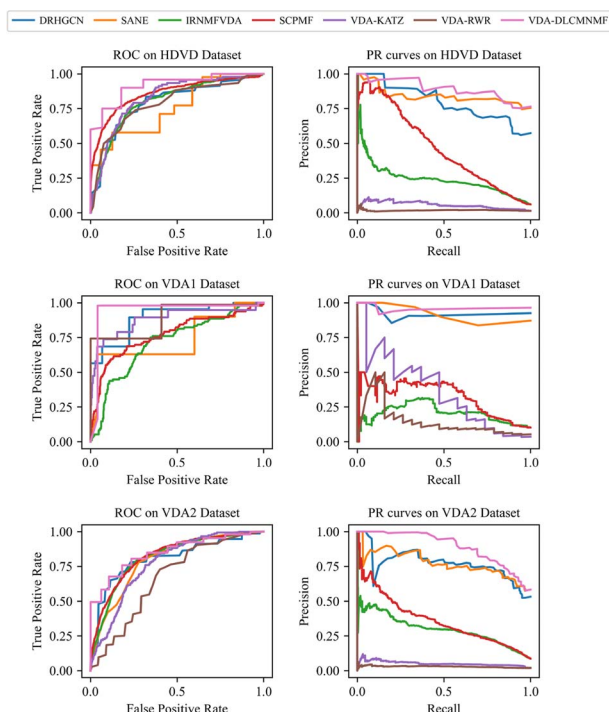 DRHGCN SANE IRNMFVDA SCPMF VDA-KATZ VDA-RWR VDA-DLCMNMF
ROC on HDVD Dataset
True Positive Rate
1.00
0.75
0.50
0.25
0.00
0.0 0.5 1.0
False Positive Rate
PR curves on HDVD Dataset
Precision
1.00
0.75
0.50
0.25
0.00
0.0 0.5 1.0
Recall
ROC on VDA1 Dataset
True Positive Rate
1.00
0.75
0.50
0.25
0.00
0.0 0.5 1.0
False Positive Rate
PR curves on VDA1 Dataset
Precision
1.00
0.75
0.50
0.25
0.00
0.0 0.5 1.0
Recall
ROC on VDA2 Dataset
True Positive Rate
1.00
0.75
0.50
0.25
0.00
0.0 0.5 1.0
False Positive Rate
PR curves on VDA2 Dataset
Precision
1.00
0.75
0.50
0.25
0.00
0.0 0.5 1.0
Recall